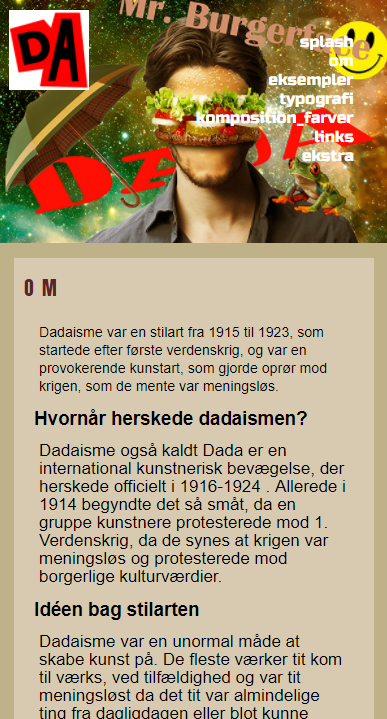 DA
Mr. Burgerface
splash
om
eksempler
typografi
komposition_farver
links
ekstra
DADA
OM
Dadaisme var en stilart fra 1915 til 1923, som
startede efter første verdenskrig, og var en
provokerende kunstart, som gjorde oprør mod
krigen, som de mente var meningsløs.
Hvornår herskede dadaismen?
Dadaisme også kaldt Dada er en
international kunstnerisk bevægelse, der
herskede officielt i 1916-1924 . Allerede i
1914 begyndte det så småt, da en
gruppe kunstnere protesterede mod 1.
Verdenskrig, da de synes at krigen var
meningsløs og protesterede mod
borgerlige kulturværdier.
Idéen bag stilarten
Dadaisme var en unormal måde at
skabe kunst på. De fleste værker tit kom
til værks, ved tilfældighed og var tit
meningsløst da det tit var almindelige
ting fra dagligdagen eller blot kunne